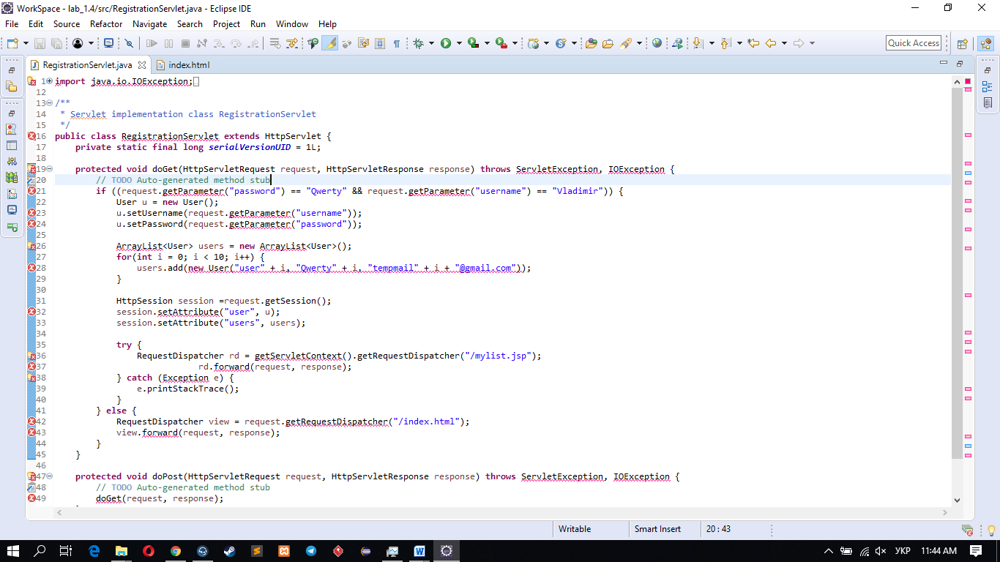 WorkSpace - lab_1.4/src/RegistrationServlet.java - Eclipse IDE
File Edit Source Refactor Navigate Search Project Run Window Help
Quick Access
RegistrationServlet.java index.html
1 import java.io.IOException;
12
13 /**
14 * Servlet implementation class RegistrationServlet
15 */
16 public class RegistrationServlet extends HttpServlet {
17 private static final long serialVersionUID = 1L;
18
19 protected void doGet(HttpServletRequest request, HttpServletResponse response) throws ServletException, IOException {
20 // TODO Auto-generated method stub
21 if ((request.getParameter("password") == "Qwerty" && request.getParameter("username") == "Vladimir")) {
22 User u = new User();
23 u.setUsername(request.getParameter("username"));
24 u.setPassword(request.getParameter("password"));
25
26 ArrayList<User> users = new ArrayList<User>();
27 for(int i = 0; i < 10; i++) {
28 users.add(new User("user" + i, "Qwerty" + i, "tempmail" + i + "@gmail.com"));
29 }
30
31 HttpSession session =request.getSession();
32 session.setAttribute("user", u);
33 session.setAttribute("users", users);
34
35 try {
36 RequestDispatcher rd = getServletContext().getRequestDispatcher("/mylist.jsp");
37 rd.forward(request, response);
38 } catch (Exception e) {
39 e.printStackTrace();
40 }
41 } else {
42 RequestDispatcher view = request.getRequestDispatcher("/index.html");
43 view.forward(request, response);
44 }
45 }
46
47 protected void doPost(HttpServletRequest request, HttpServletResponse response) throws ServletException, IOException {
48 // TODO Auto-generated method stub
49 doGet(request, response);
Writable Smart Insert 20 : 43
УКР 11:44 AM